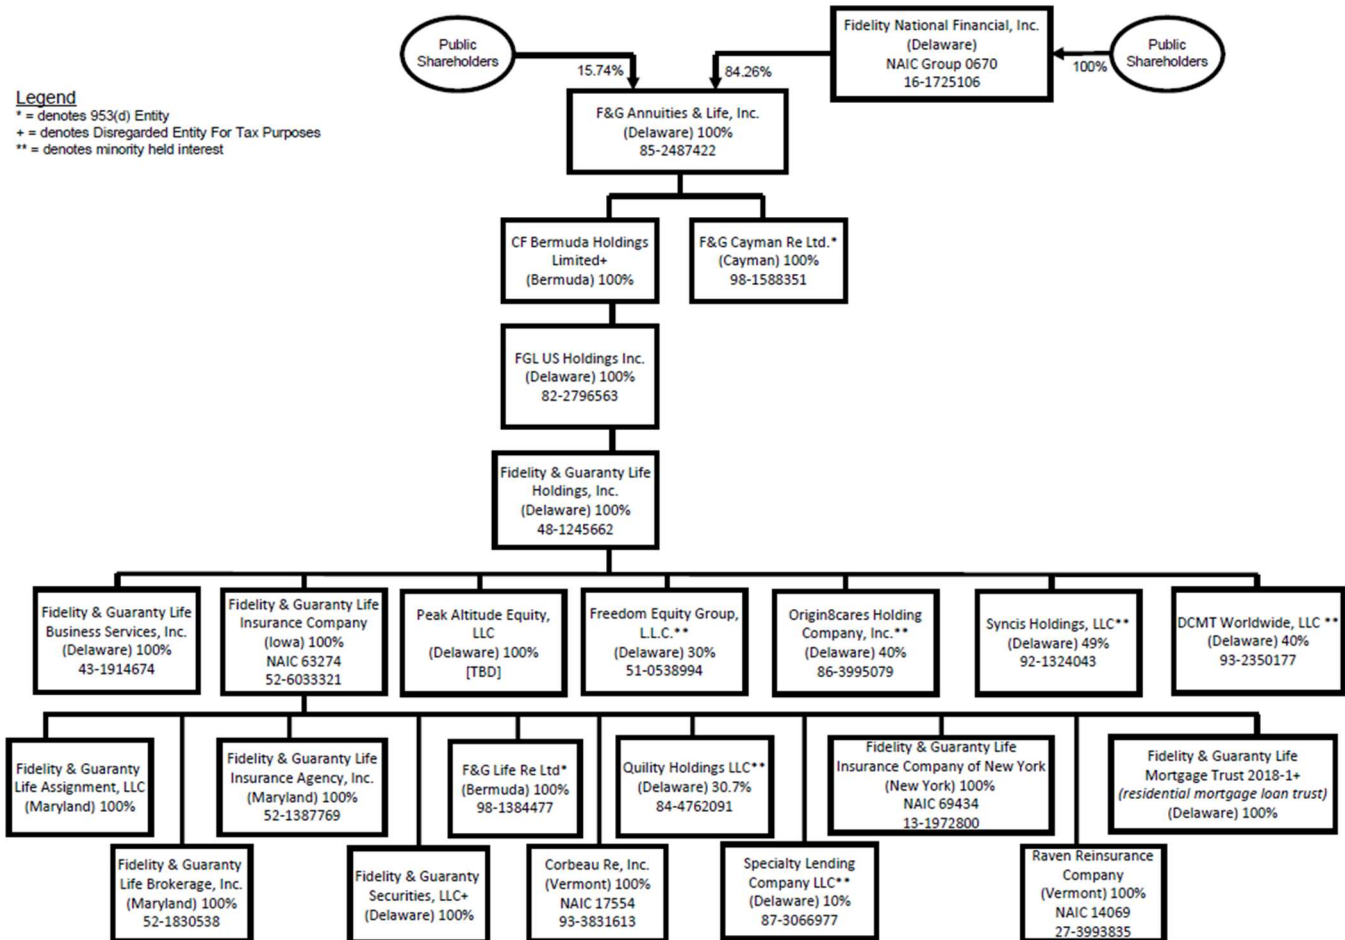 Public
Shareholders
Fidelity National Financial, Inc.
(Delaware)
NAIC Group 0670
16-1725106
Public
Shareholders
15.74%
84.26%
100%
Legend
* = denotes 953(d) Entity
+ = denotes Disregarded Entity For Tax Purposes
** = denotes minority held interest
F&G Annuities & Life, Inc.
(Delaware) 100%
85-2487422
CF Bermuda Holdings
Limited+
(Bermuda) 100%
F&G Cayman Re Ltd.*
(Cayman) 100%
98-1588351
FGL US Holdings Inc.
(Delaware) 100%
82-2796563
Fidelity & Guaranty Life
Holdings, Inc.
(Delaware) 100%
48-1245662
Fidelity & Guaranty Life
Business Services, Inc.
(Delaware) 100%
43-1914674
Fidelity & Guaranty Life
Insurance Company
(Iowa) 100%
NAIC 63274
52-6033321
Peak Altitude Equity,
LLC
(Delaware) 100%
[TBD]
Freedom Equity Group,
L.L.C.**
(Delaware) 30%
51-0538994
Origin8cares Holding
Company, Inc.**
(Delaware) 40%
86-3995079
Syncis Holdings, LLC**
(Delaware) 49%
92-1324043
DCMT Worldwide, LLC **
(Delaware) 40%
93-2350177
Fidelity & Guaranty
Life Assignment, LLC
(Maryland) 100%
Fidelity & Guaranty Life
Insurance Agency, Inc.
(Maryland) 100%
52-1387769
F&G Life Re Ltd*
(Bermuda) 100%
98-1384477
Quility Holdings LLC**
(Delaware) 30.7%
84-4762091
Fidelity & Guaranty Life
Insurance Company of New York
(New York) 100%
NAIC 69434
13-1972800
Fidelity & Guaranty Life
Mortgage Trust 2018-1+
(residential mortgage loan trust)
(Delaware) 100%
Fidelity & Guaranty
Life Brokerage, Inc.
(Maryland) 100%
52-1830538
Fidelity & Guaranty
Securities, LLC+
(Delaware) 100%
Corbeau Re, Inc.
(Vermont) 100%
NAIC 17554
93-3831613
Specialty Lending
Company LLC**
(Delaware) 10%
87-3066977
Raven Reinsurance
Company
(Vermont) 100%
NAIC 14069
27-3993835